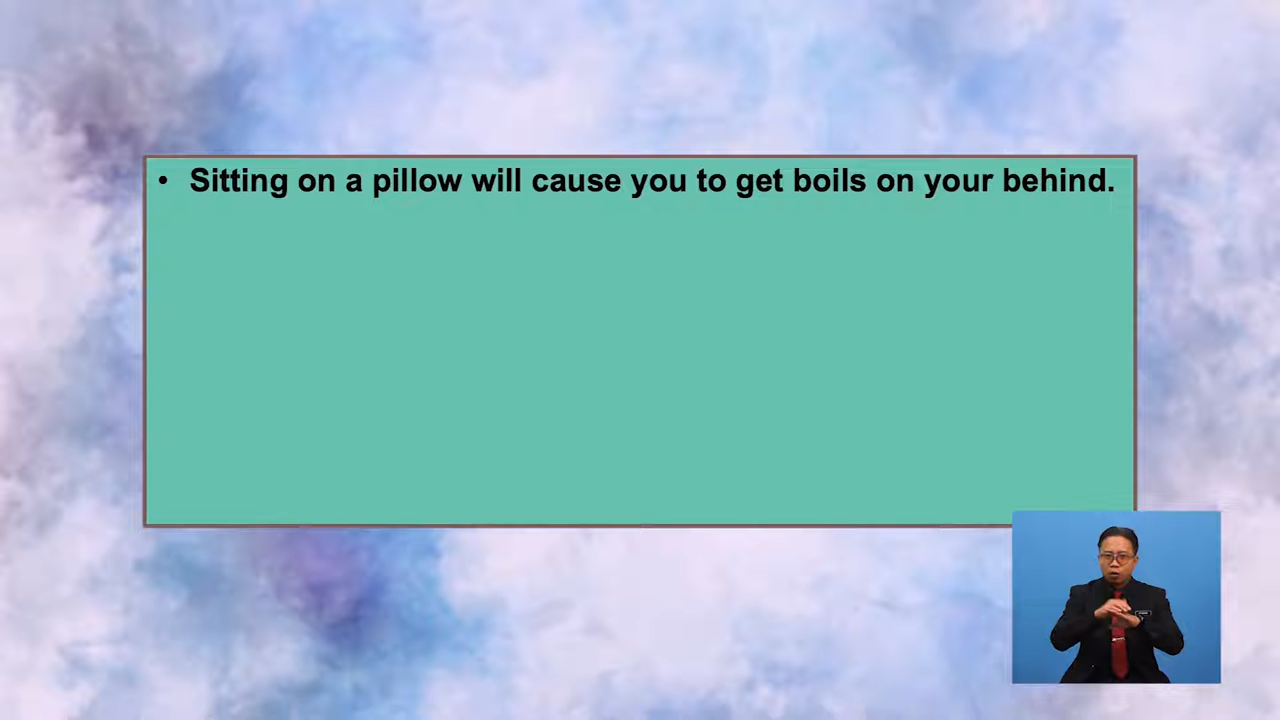 • Sitting on a pillow will cause you to get boils on your behind.